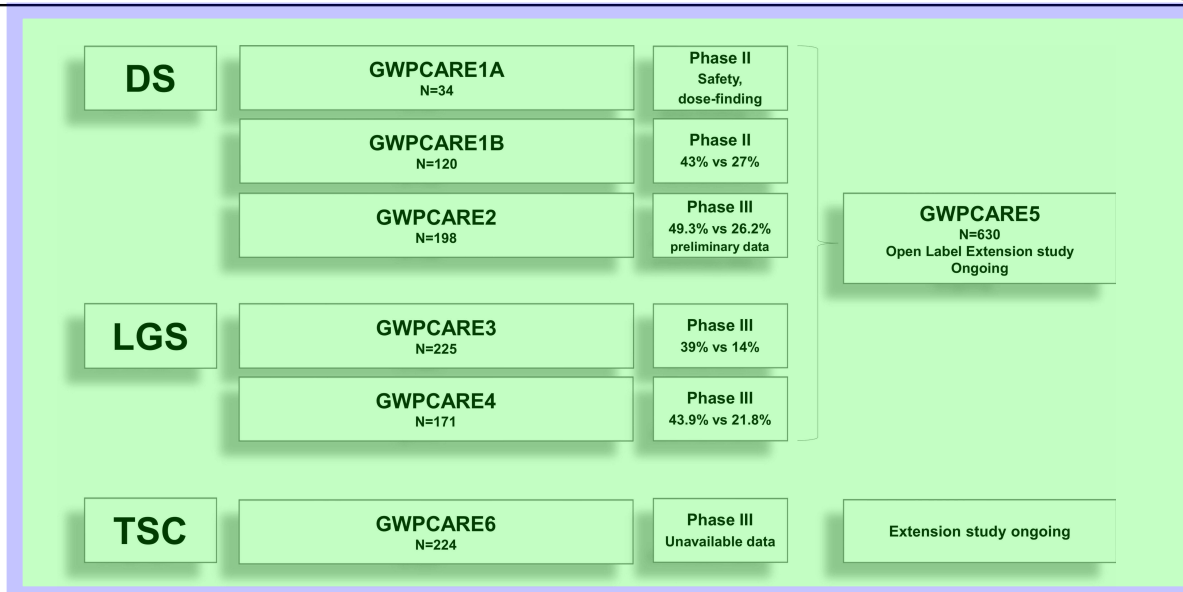 DS
GWPCARE1A
N=34
Phase II
Safety,
dose-finding
GWPCARE1B
N=120
Phase II
43% vs 27%
GWPCARE2
N=198
Phase III
49.3% vs 26.2%
preliminary data
GWPCARE5
N=630
Open Label Extension study
Ongoing
LGS
GWPCARE3
N=225
Phase III
39% vs 14%
GWPCARE4
N=171
Phase III
43.9% vs 21.8%
TSC
GWPCARE6
N=224
Phase III
Unavailable data
Extension study ongoing